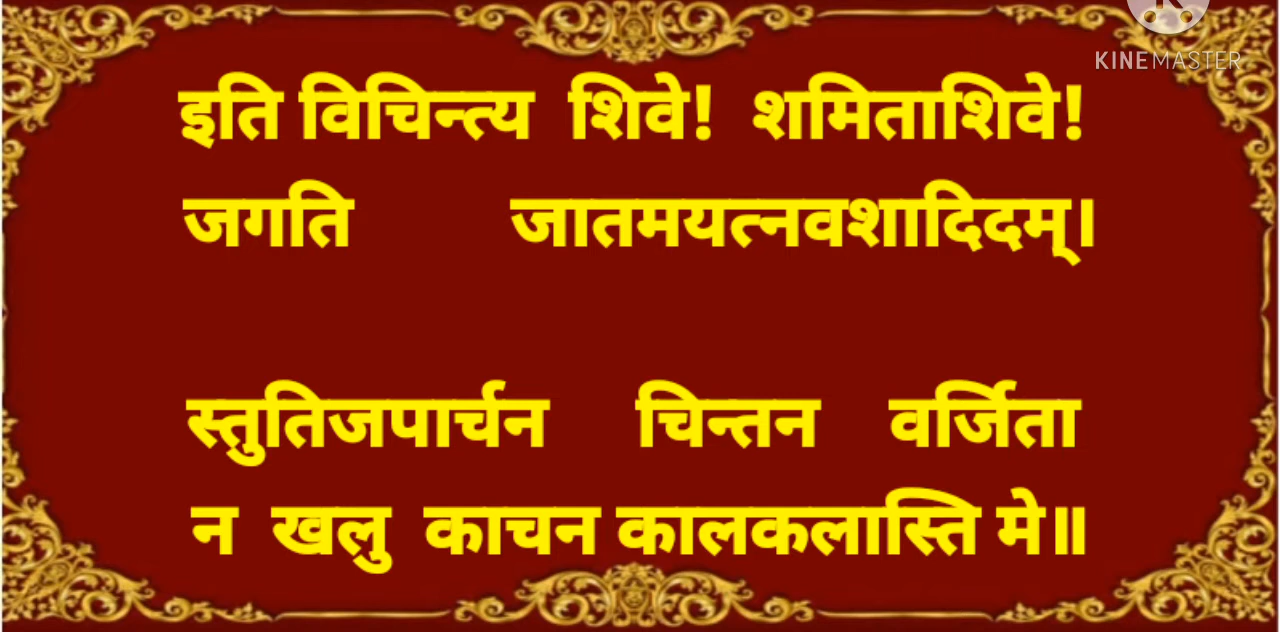 KINEMASTER
इति विचिन्त्य शिवे! शमिताशिवे!
जगति जातमयत्नवशादिदम्।
स्तुतिजपार्चन चिन्तन वर्जिता
न खलु काचन कालकलास्ति मे॥